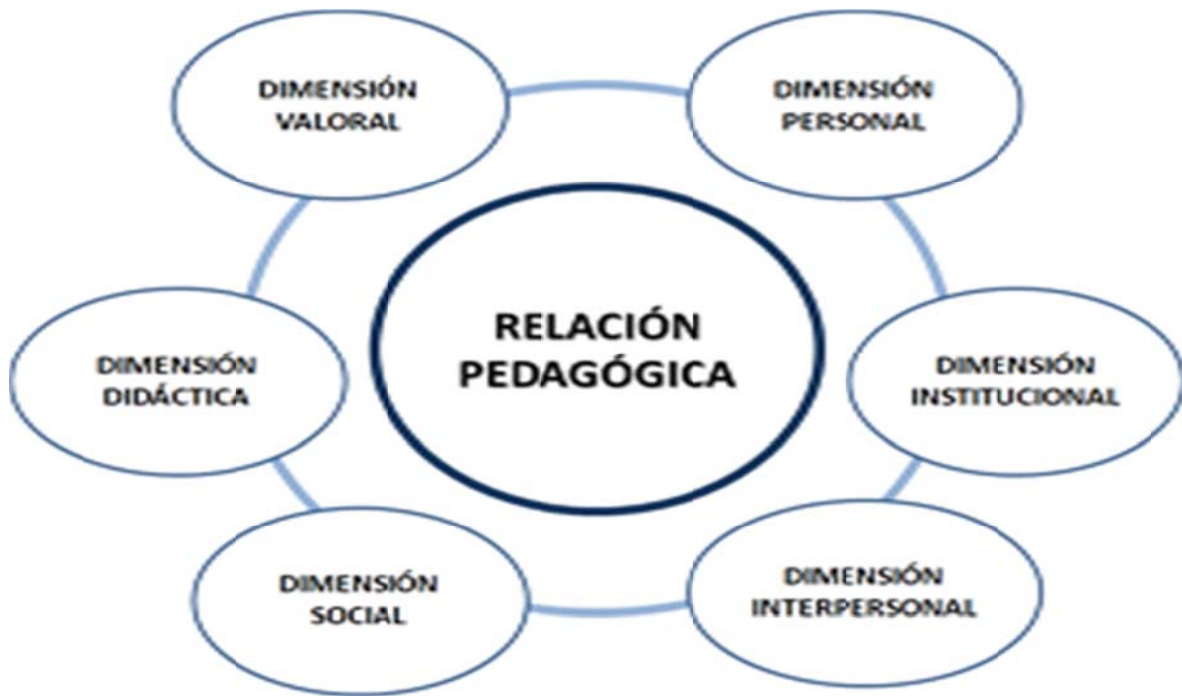 DIMENSIÓN
VALORAL
DIMENSIÓN
PERSONAL
RELACIÓN
PEDAGÓGICA
DIMENSIÓN
DIDÁCTICA
DIMENSIÓN
INSTITUCIONAL
DIMENSIÓN
SOCIAL
DIMENSIÓN
INTERPERSONAL